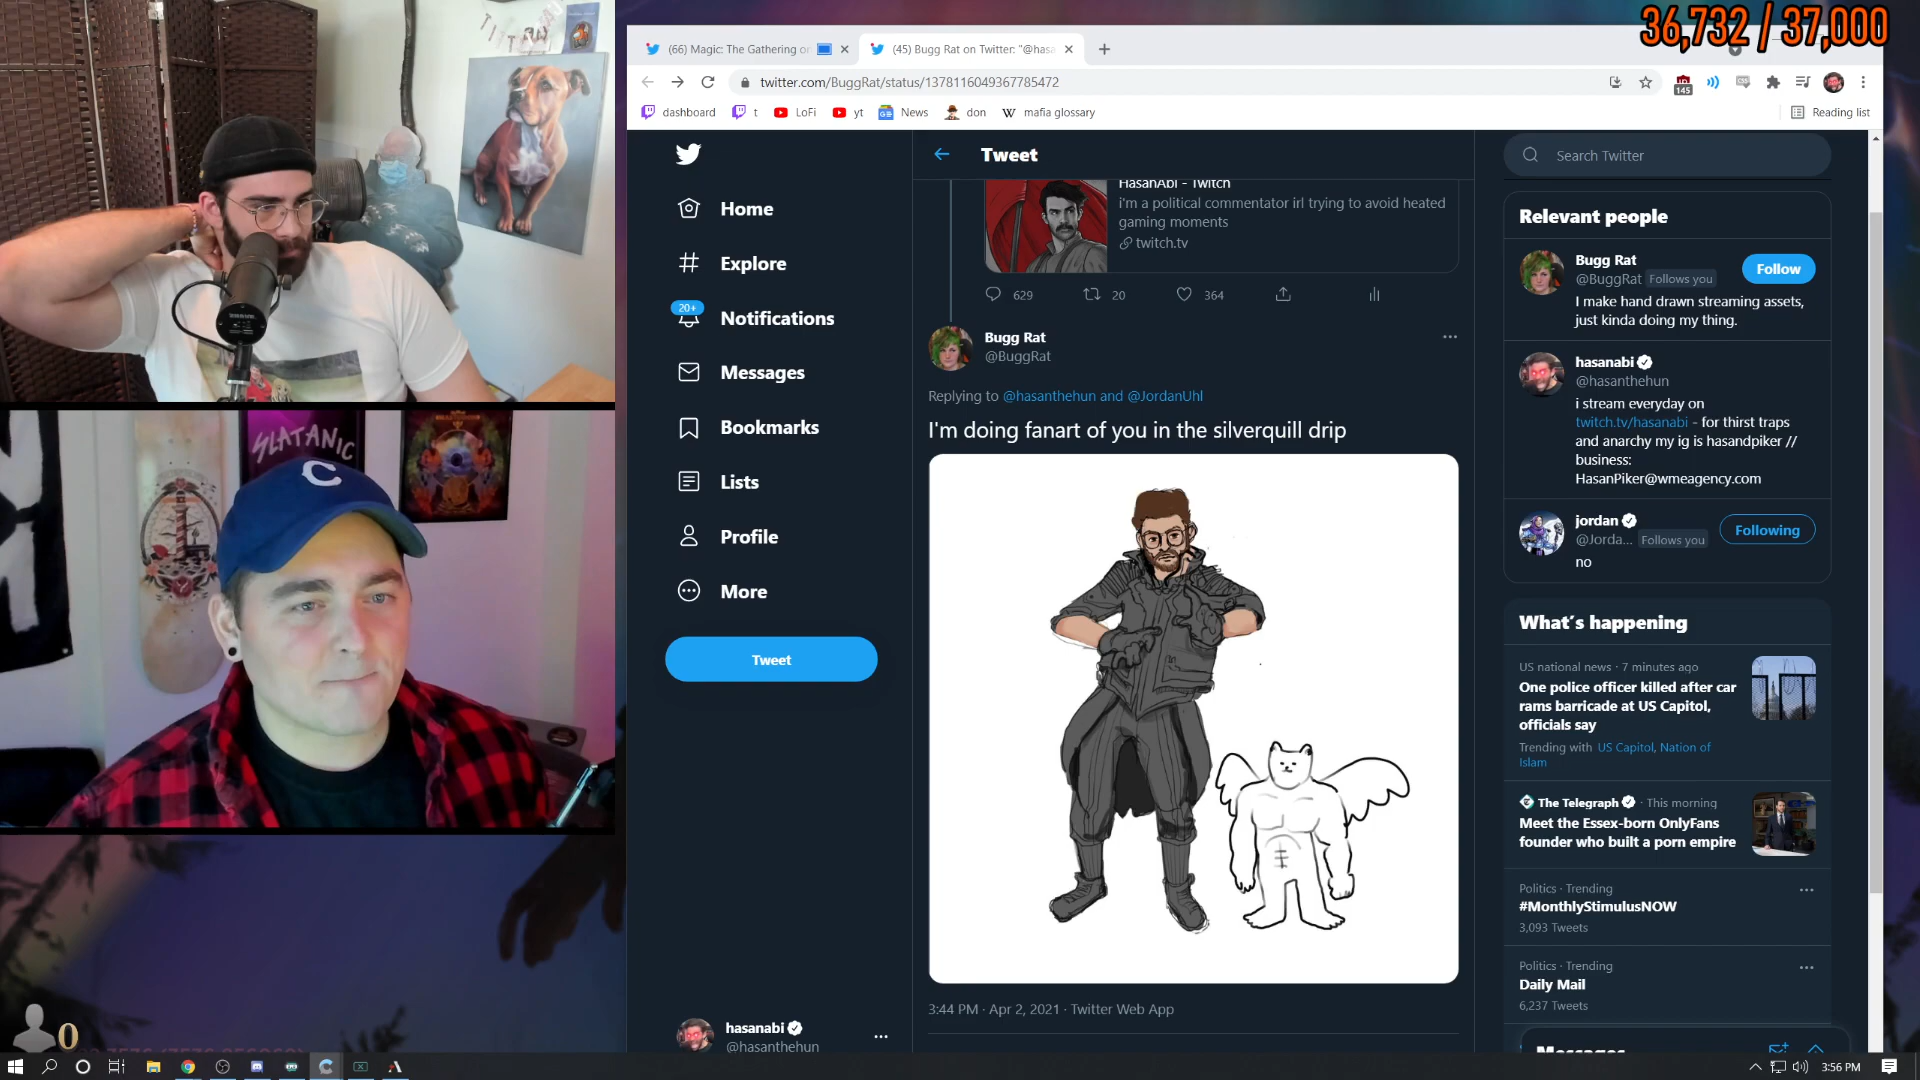 36,732 / 37,000
(66) Magic: The Gathering on
(45) Bugg Rat on Twitter: "@hasa
twitter.com/BuggRat/status/1378116049367785472
145
dashboard
t
LoFi
yt
News
don
mafia glossary
Reading list
SLATANIC
C
Home
Explore
20+
Notifications
Messages
Bookmarks
Lists
Profile
More
Tweet
hasanabi
@hasanthehun
Tweet
HasanAbi - Twitch
i'm a political commentator irl trying to avoid heated
gaming moments
twitch.tv
629
20
364
Bugg Rat
@BuggRat
Replying to @hasanthehun and @JordanUhl
I'm doing fanart of you in the silverquill drip
3:44 PM · Apr 2, 2021 · Twitter Web App
Search Twitter
Relevant people
Bugg Rat
@BuggRat Follows you
Follow
I make hand drawn streaming assets,
just kinda doing my thing.
hasanabi
@hasanthehun
i stream everyday on
twitch.tv/hasanabi - for thirst traps
and anarchy my ig is hasandpiker //
business:
HasanPiker@wmeagency.com
jordan
@Jorda... Follows you
Following
no
What's happening
US national news · 7 minutes ago
One police officer killed after car
rams barricade at US Capitol,
officials say
Trending with US Capitol, Nation of
Islam
The Telegraph · This morning
Meet the Essex-born OnlyFans
founder who built a porn empire
Politics · Trending
#MonthlyStimulusNOW
3,093 Tweets
Politics · Trending
Daily Mail
6,237 Tweets
Messages
0
3:56 PM